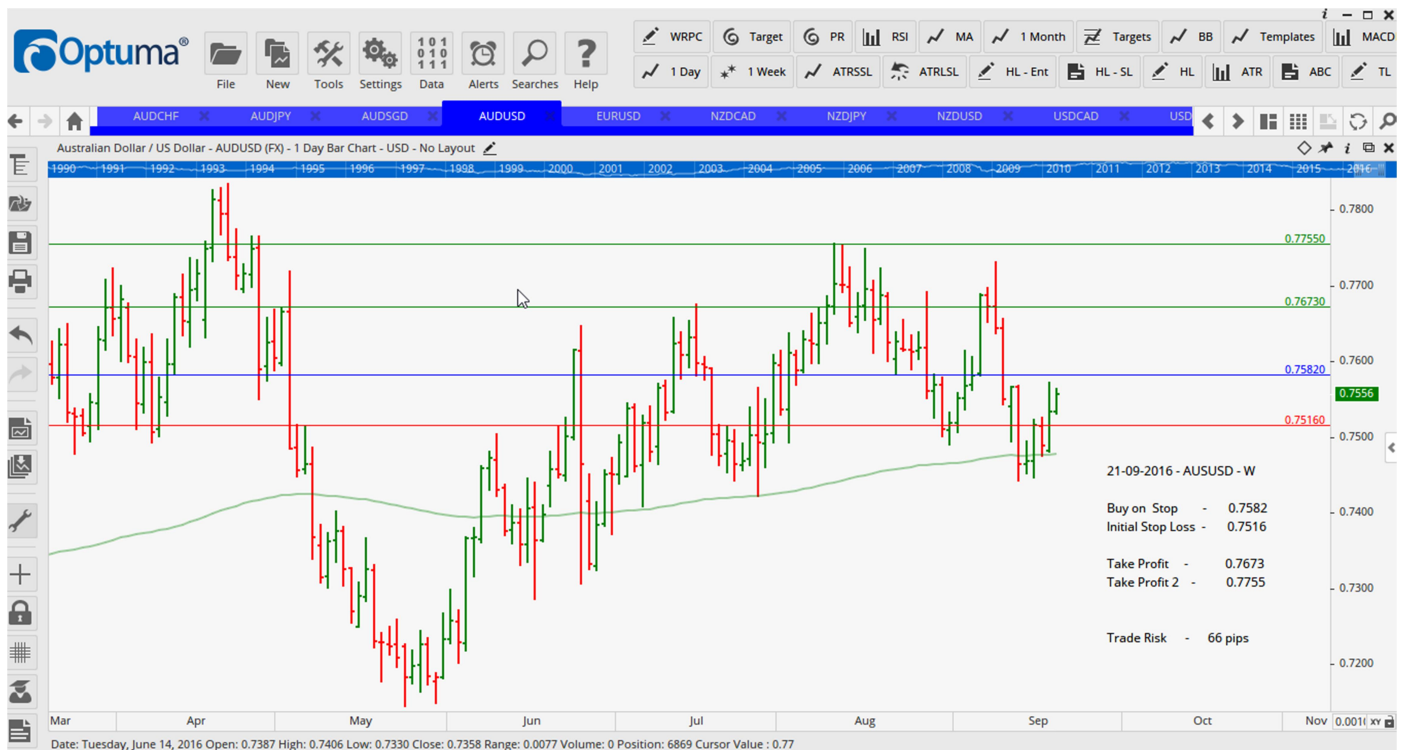 Optuma®
File New Tools Settings Data Alerts Searches Help
WRPC Target PR RSI MA 1 Month Targets BB Templates MACD
1 Day 1 Week ATRSSL ATRLSL HL - Ent HL - SL HL ATR ABC TL
AUDCHF AUDJPY AUDSGD AUDUSD EURUSD NZDCAD NZDJPY NZDUSD USDCAD USD
Australian Dollar / US Dollar - AUDUSD (FX) - 1 Day Bar Chart - USD - No Layout
1990 1991 1992 1993 1994 1995 1996 1997 1998 1999 2000 2001 2002 2003 2004 2005 2006 2007 2008 2009 2010 2011 2012 2013 2014 2015 2016
0.7800
0.77550
0.7700
0.76730
0.7600
0.75820
0.7556
0.75160
0.7500
21-09-2016 - AUSUSD - W
Buy on Stop - 0.7582
0.7400
Initial Stop Loss - 0.7516
Take Profit - 0.7673
Take Profit 2 - 0.7755
0.7300
Trade Risk - 66 pips
0.7200
Mar Apr May Jun Jul Aug Sep Oct Nov 0.001( XY
Date: Tuesday, June 14, 2016 Open: 0.7387 High: 0.7406 Low: 0.7330 Close: 0.7358 Range: 0.0077 Volume: 0 Position: 6869 Cursor Value : 0.77